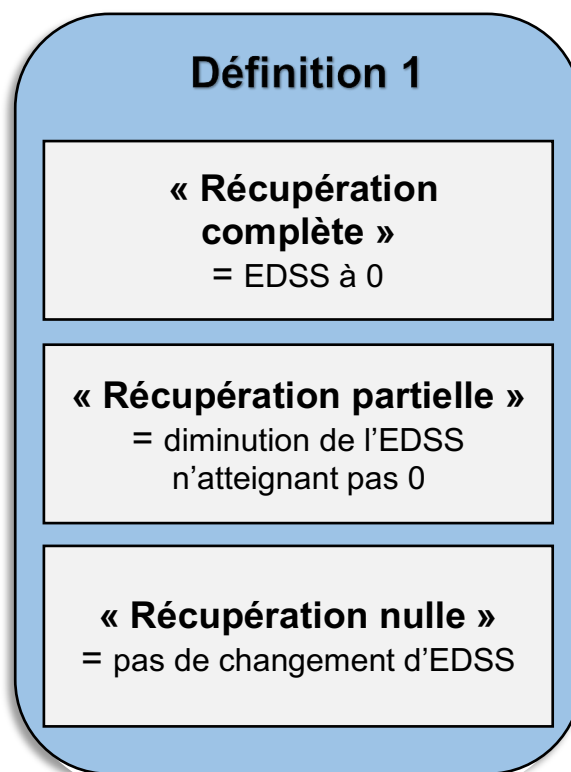 Définition 1
« Récupération
complète »
= EDSS à 0
« Récupération partielle »
= diminution de l’EDSS
n’atteignant pas 0
« Récupération nulle »
= pas de changement d’EDSS